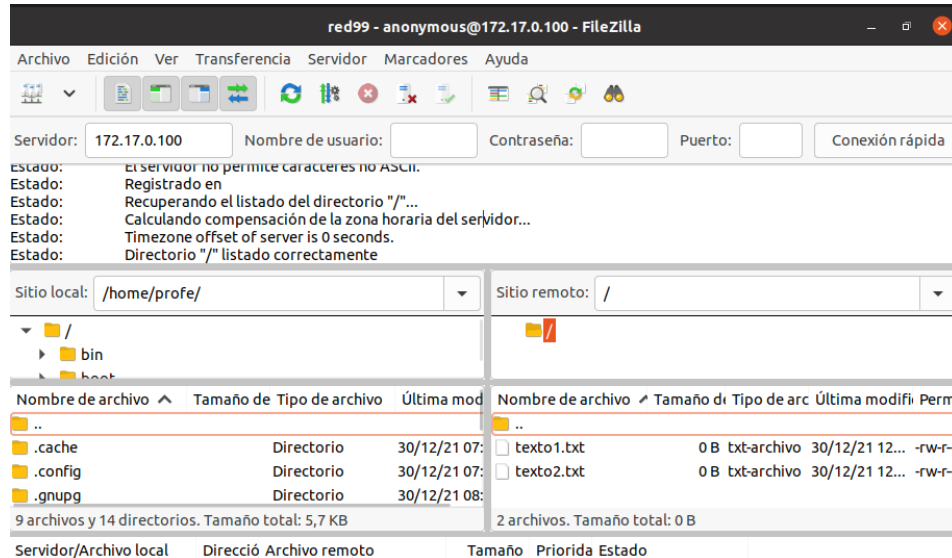 red99 - anonymous@172.17.0.100 - FileZilla
Archivo Edición Ver Transferencia Servidor Marcadores Ayuda
Servidor: 172.17.0.100 Nombre de usuario: Contraseña: Puerto: Conexión rápida
Estado: El servidor no permite caracteres no ASCII.
Estado: Registrado en
Estado: Recuperando el listado del directorio "/"...
Estado: Calculando compensación de la zona horaria del servidor...
Estado: Timezone offset of server is 0 seconds.
Estado: Directorio "/" listado correctamente
Sitio local: /home/profe/ Sitio remoto: /
/ /
bin
boot
Nombre de archivo Tamaño de Tipo de archivo Última mod Nombre de archivo Tamaño de Tipo de arc Última modifi Perm
.. ..
.cache Directorio 30/12/21 07: texto1.txt 0 B txt-archivo 30/12/21 12... -rw-r-
.config Directorio 30/12/21 07: texto2.txt 0 B txt-archivo 30/12/21 12... -rw-r-
.gnupg Directorio 30/12/21 08:
9 archivos y 14 directorios. Tamaño total: 5,7 KB 2 archivos. Tamaño total: 0 B
Servidor/Archivo local Direcció Archivo remoto Tamaño Priorida Estado